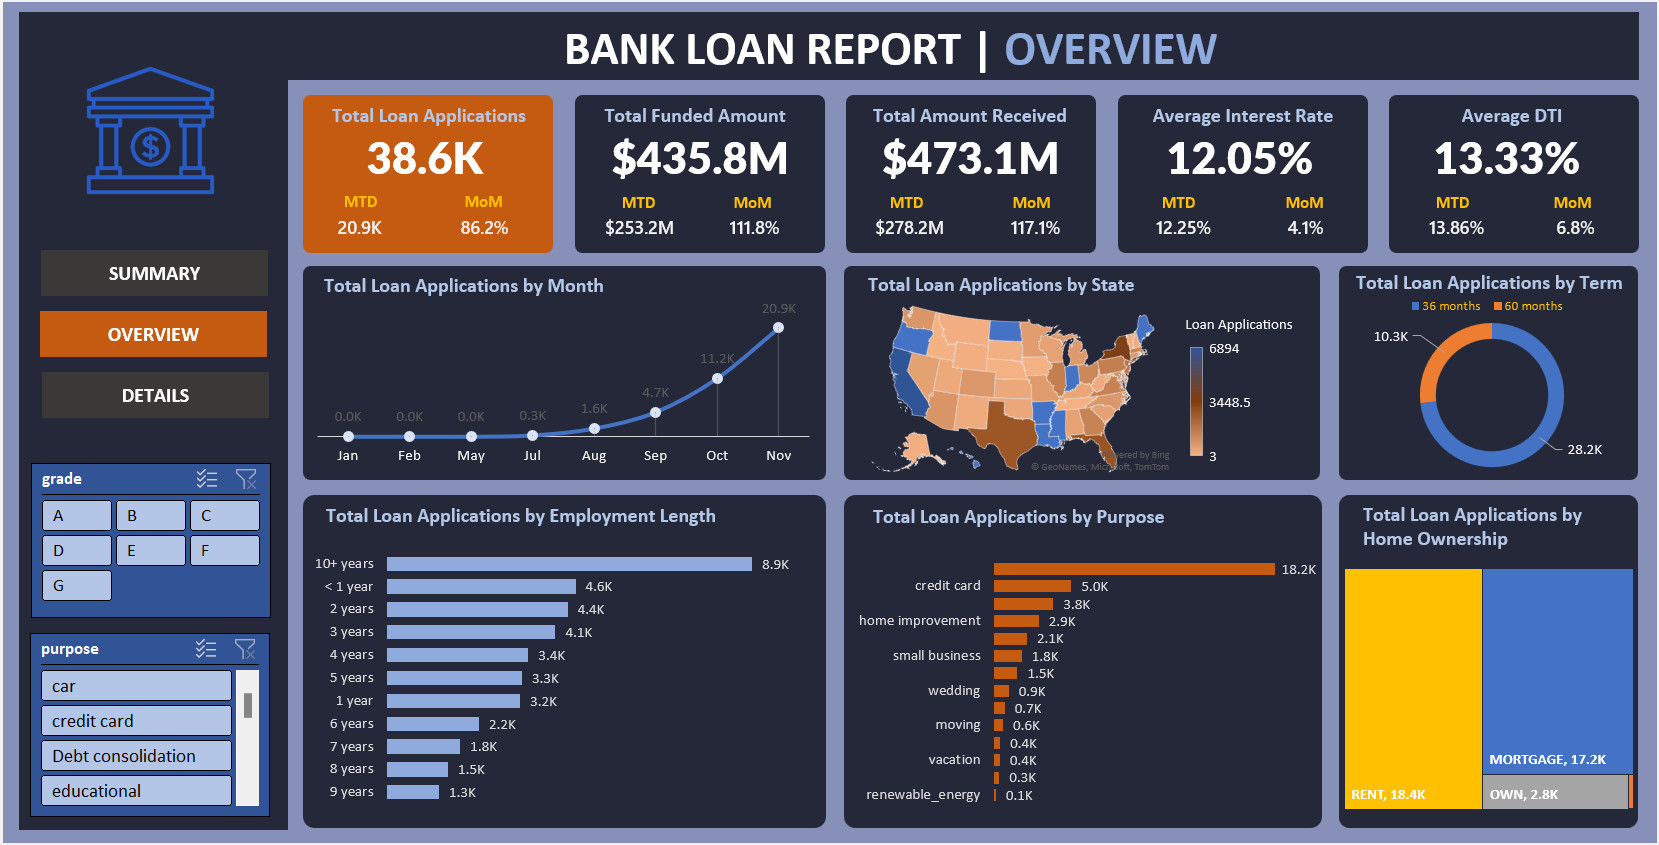 BANK LOAN REPORT | OVERVIEW
Total Loan Applications
38.6K
MTD MoM
20.9K 86.2%
Total Funded Amount
$435.8M
MTD MoM
$253.2M 111.8%
Total Amount Received
$473.1M
MTD MoM
$278.2M 117.1%
Average Interest Rate
12.05%
MTD MoM
12.25% 4.1%
Average DTI
13.33%
MTD MoM
13.86% 6.8%
$
SUMMARY
OVERVIEW
DETAILS
grade
A B C
D E F
G
purpose
car
credit card
Debt consolidation
educational
Total Loan Applications by Month
0.0K 0.0K 0.0K 0.3K 1.6K 4.7K 11.2K 20.9K
Jan Feb May Jul Aug Sep Oct Nov
Total Loan Applications by State
Loan Applications
6894
3448.5
3
wered by Bing
© GeoNames, Microsoft, TomTom
Total Loan Applications by Term
36 months 60 months
10.3K
28.2K
Total Loan Applications by Employment Length
10+ years 8.9K
< 1 year 4.6K
2 years 4.4K
3 years 4.1K
4 years 3.4K
5 years 3.3K
1 year 3.2K
6 years 2.2K
7 years 1.8K
8 years 1.5K
9 years 1.3K
Total Loan Applications by Purpose
18.2K
credit card 5.0K
3.8K
home improvement 2.9K
2.1K
small business 1.8K
1.5K
wedding 0.9K
0.7K
moving 0.6K
0.4K
vacation 0.4K
0.3K
renewable_energy 0.1K
Total Loan Applications by
Home Ownership
MORTGAGE, 17.2K
RENT, 18.4K
OWN, 2.8K